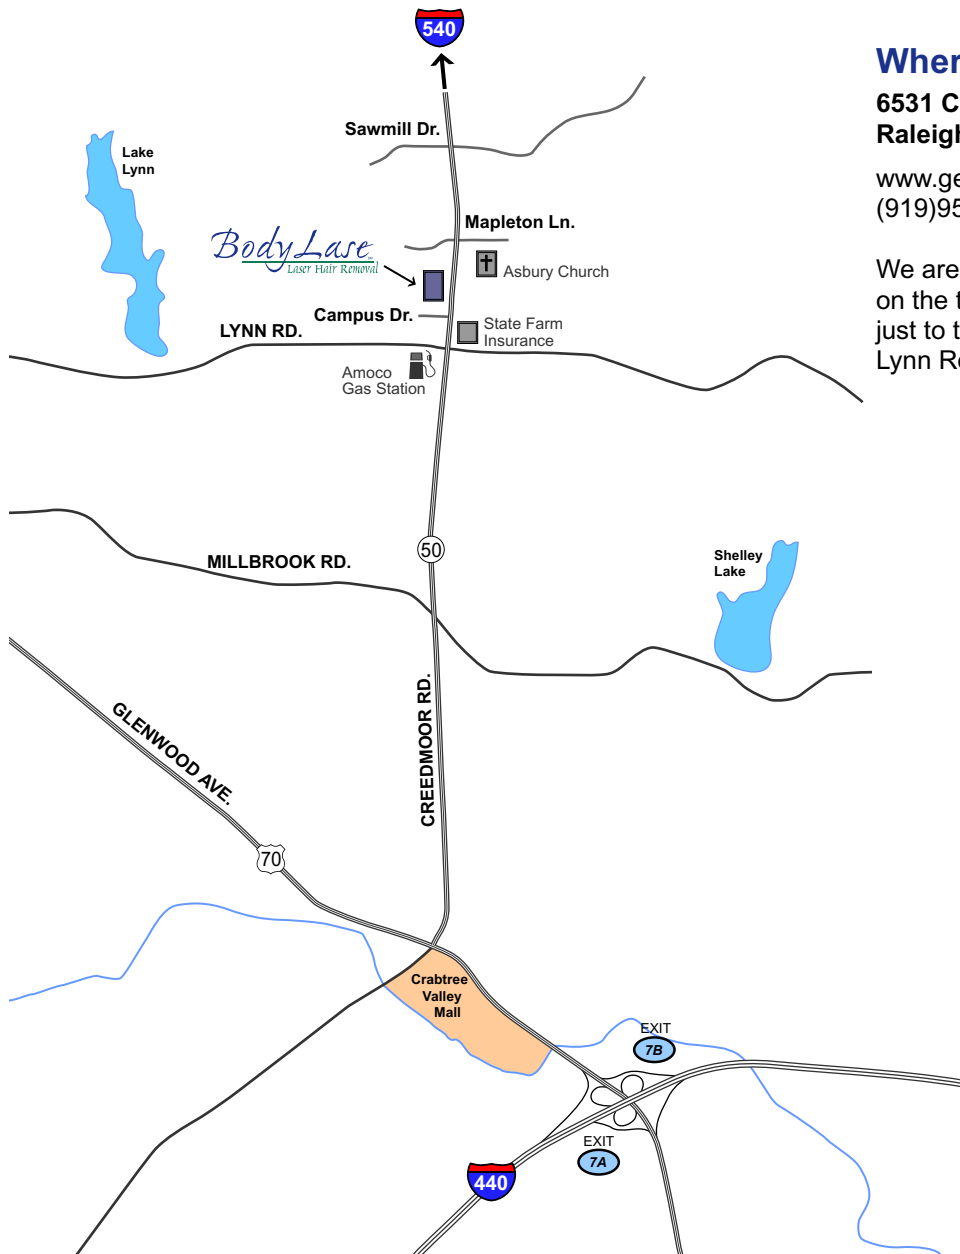 540
Wher
6531 C
Raleigh
www.ge
(919)95
We are
on the t
just to t
Lynn Re
Sawmill Dr.
Lake
Lynn
Mapleton Ln.
BodyLase
Laser Hair Removal
Asbury Church
Campus Dr.
LYNN RD.
State Farm
Insurance
Amoco
Gas Station
50
MILLBROOK RD.
Shelley
Lake
CREEDMOOR RD.
GLENWOOD AVE.
70
Crabtree
Valley
Mall
EXIT
7B
EXIT
7A
440